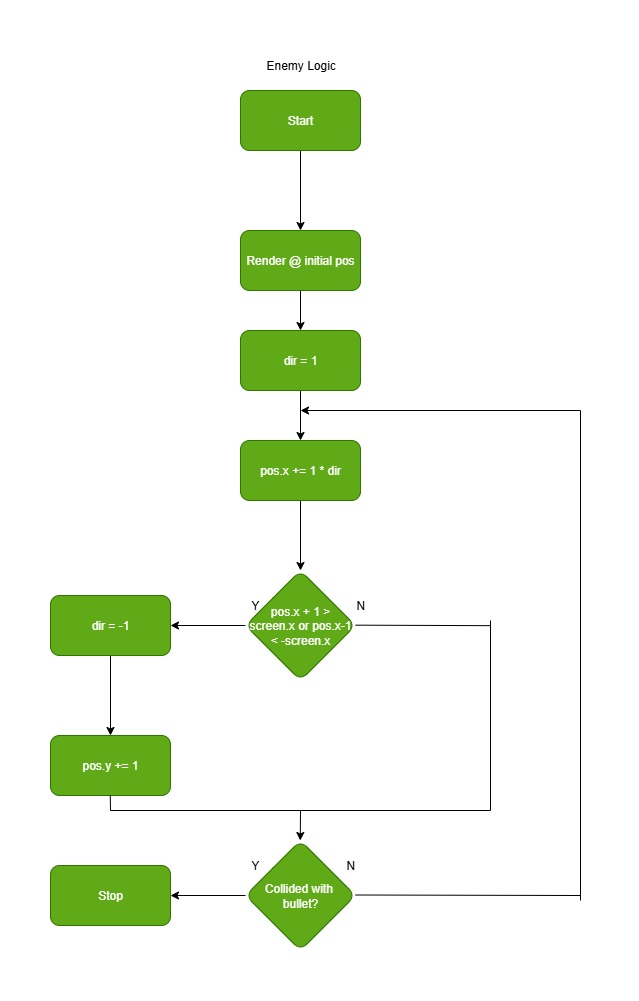 Enemy Logic
Start
Render @ initial pos
dir = 1
pos.x += 1 * dir
Y
N
pos.x + 1 >
screen.x or pos.x-1
< -screen.x
dir = -1
pos.y += 1
Y
N
Collided with
bullet?
Stop